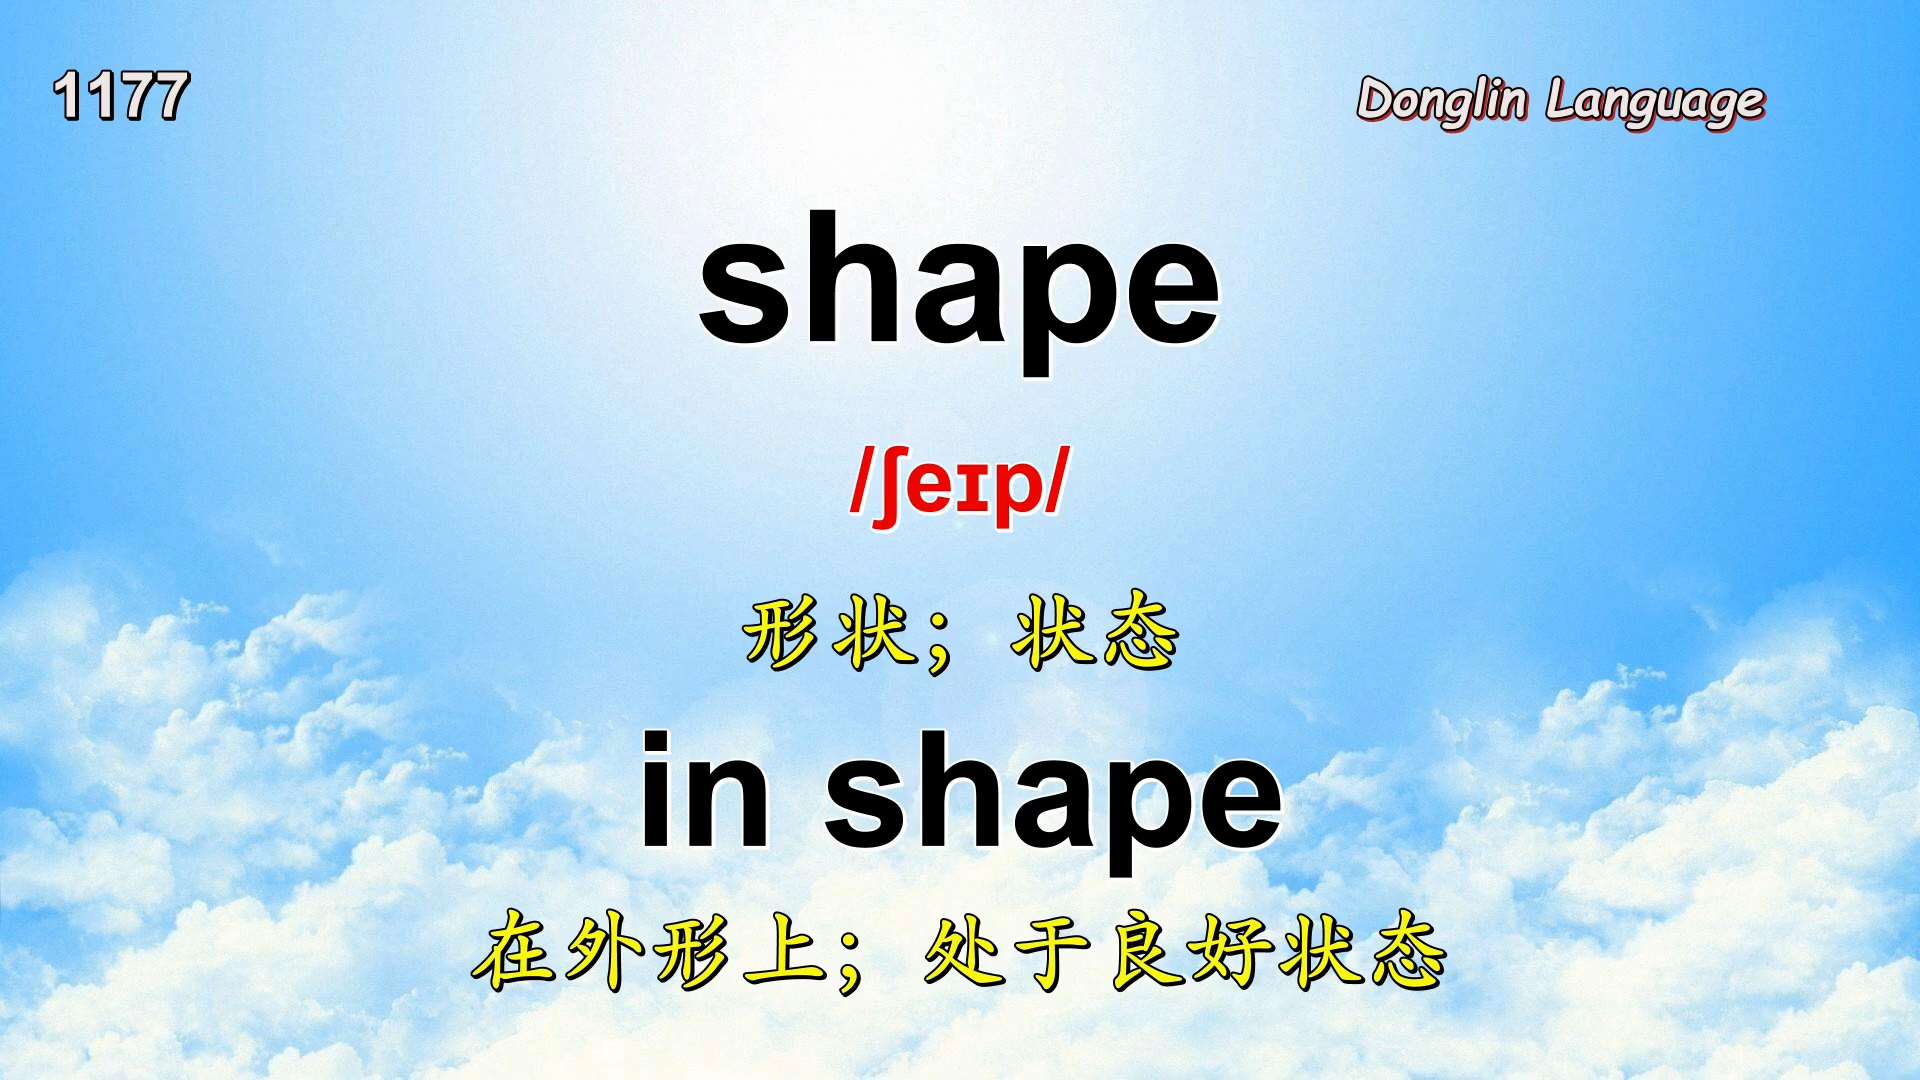 1177
Donglin Language
shape
/ʃeɪp/
形状；状态
in shape
在外形上；处于良好状态